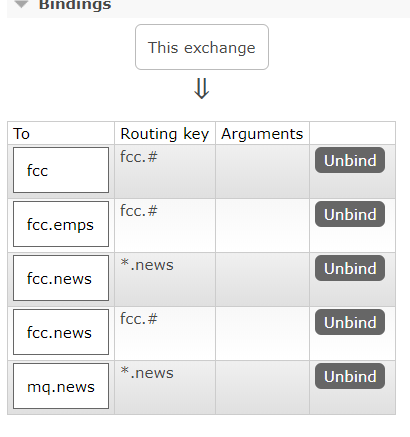 Bindings
This exchange
⇓
To Routing key Arguments
fcc fcc.# Unbind
fcc.emps fcc.# Unbind
fcc.news *.news Unbind
fcc.news fcc.# Unbind
mq.news *.news Unbind